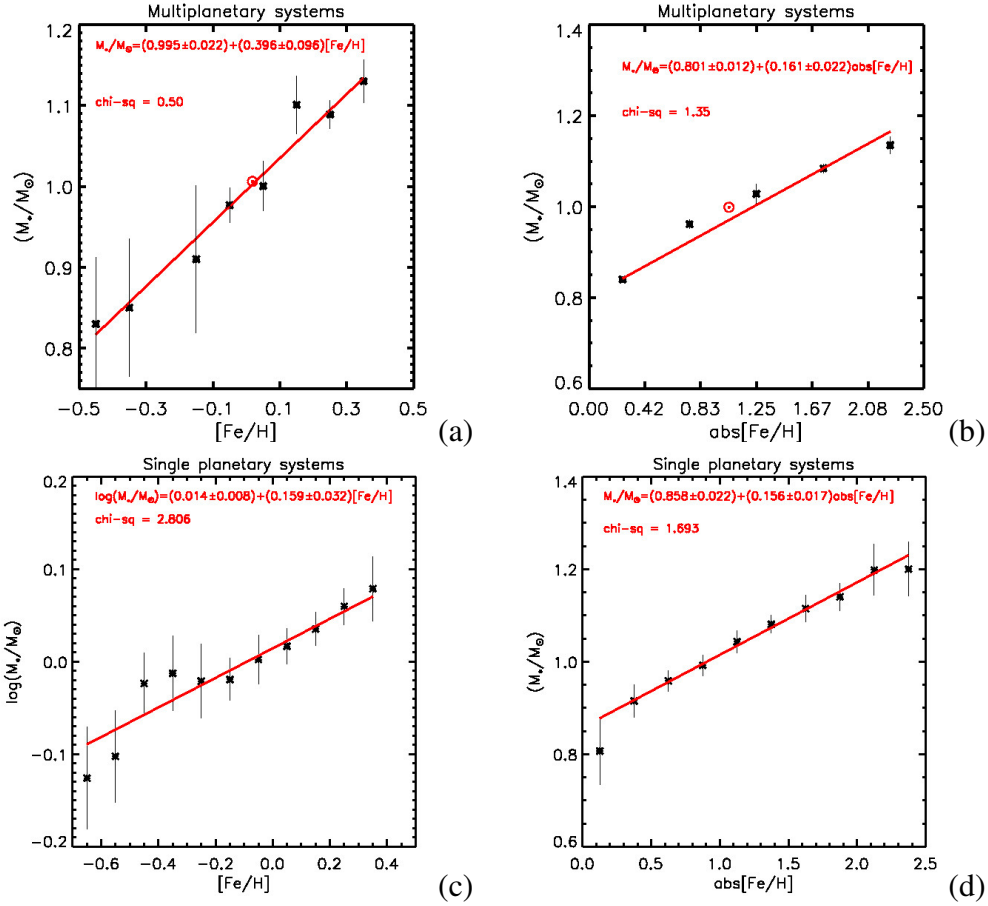 Multiplanetary systems
M*/M⊙=(0.995±0.022)+(0.396±0.096)[Fe/H]
chi-sq = 0.50
1.2
1.1
1.0
0.9
0.8
(M*/M⊙)
-0.5 -0.3 -0.1 0.1 0.3 0.5
[Fe/H]
(a)
Multiplanetary systems
M*/M⊙=(0.801±0.012)+(0.161±0.022)abs[Fe/H]
chi-sq = 1.35
1.4
1.2
1.0
0.8
0.6
(M*/M⊙)
0.00 0.42 0.83 1.25 1.67 2.08 2.50
abs[Fe/H]
(b)
Single planetary systems
log(M*/M⊙)=(0.014±0.008)+(0.159±0.032)[Fe/H]
chi-sq = 2.806
0.2
0.1
0.0
-0.1
-0.2
log(M*/M⊙)
-0.6 -0.4 -0.2 0.0 0.2 0.4
[Fe/H]
(c)
Single planetary systems
M*/M⊙=(0.858±0.022)+(0.156±0.017)abs[Fe/H]
chi-sq = 1.693
1.4
1.2
1.0
0.8
0.6
(M*/M⊙)
0.0 0.5 1.0 1.5 2.0 2.5
abs[Fe/H]
(d)